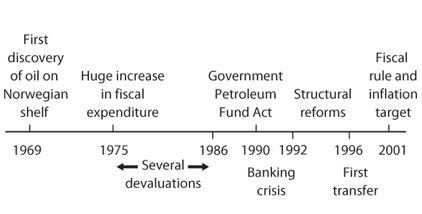 First
discovery
of oil on
Norwegian
shelf
Huge increase
in fiscal
expenditure
Government
Petroleum
Fund Act
Structural
reforms
Fiscal
rule and
inflation
target
1969
1975
1986
1990
1992
1996
2001
Several
devaluations
Banking
crisis
First
transfer